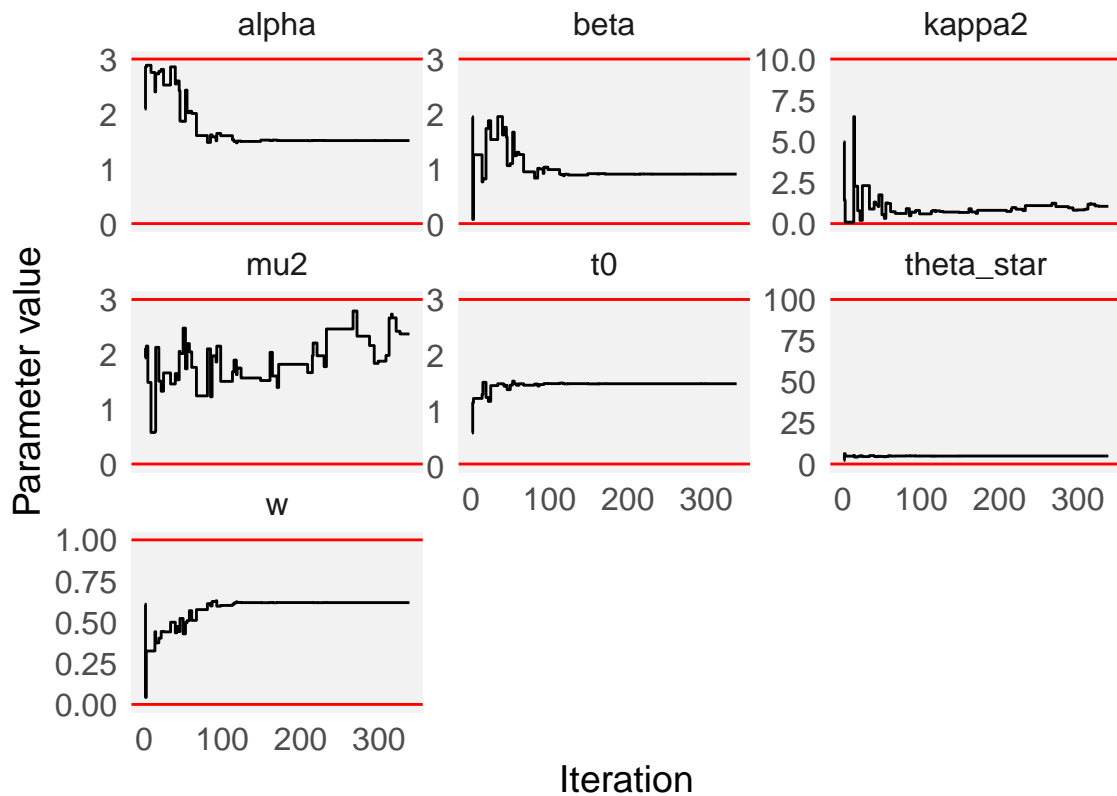 alpha beta kappa2
3 3 10.0
7.5
2 2
5.0
1 1
2.5
0 0 0.0
mu2 t0 theta_star
3 3 100
75
2 2
50
1 1
25
0 0 0
0 100 200 300 0 100 200 300
w
1.00
0.75
0.50
0.25
0.00
0 100 200 300
Parameter value
Iteration